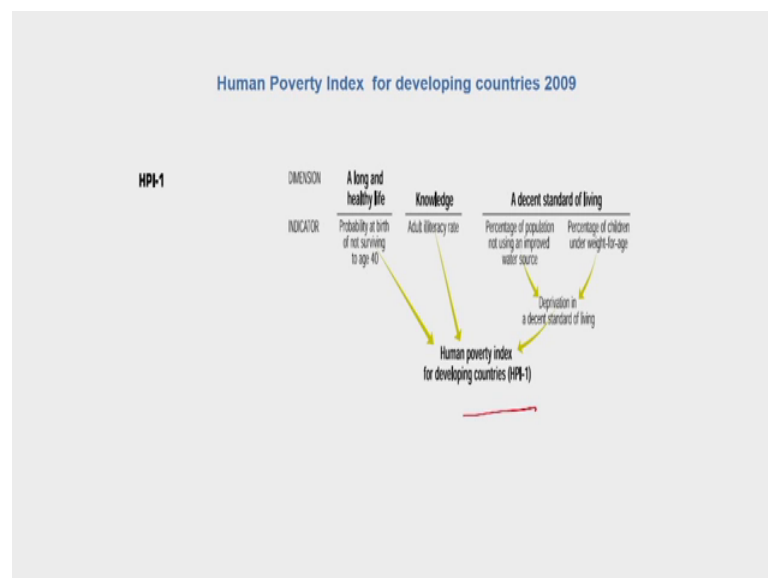 Human Poverty Index for developing countries 2009
HPI-1
DIMENSION
A long and
healthy life
Knowledge
A decent standard of living
INDICATOR
Probability at birth
of not surviving
to age 40
Adult illiteracy rate
Percentage of population
not using an improved
water source
Percentage of children
under weight-for-age
Deprivation in
a decent standard of living
Human poverty index
for developing countries (HPI-1)